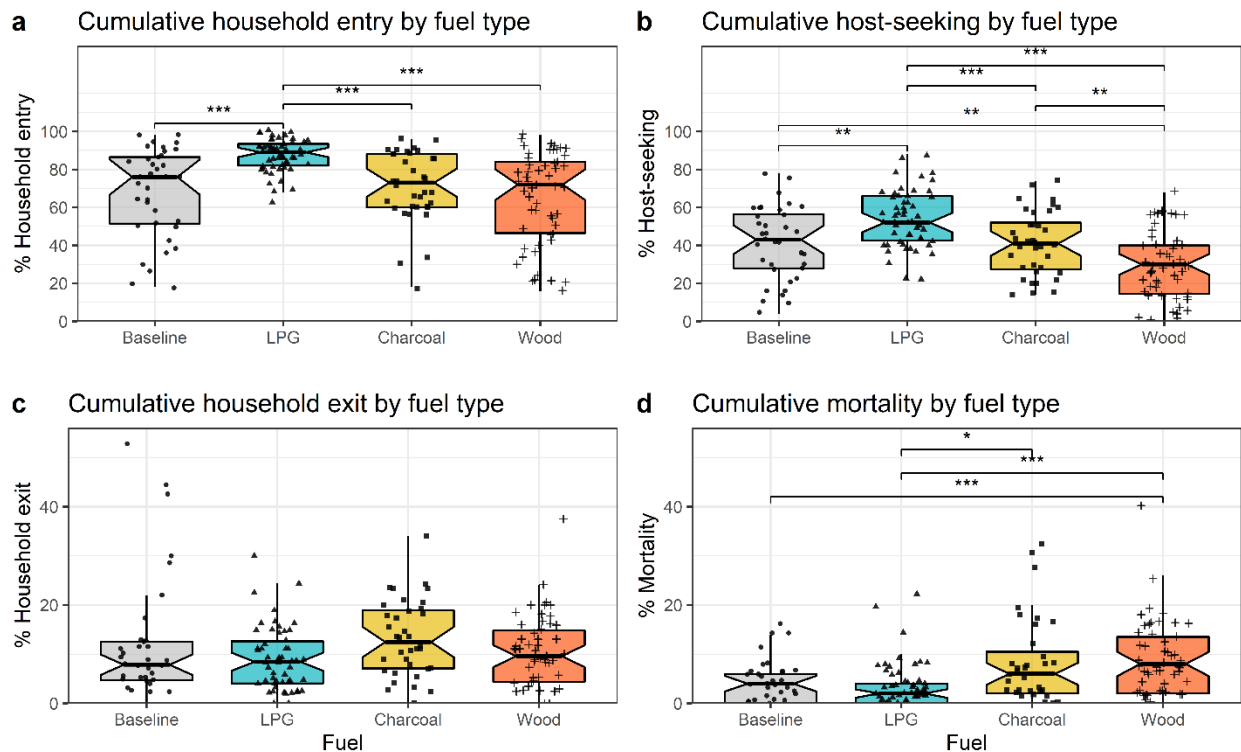 a Cumulative household entry by fuel type
***
***
***
% Household entry
100
80
60
40
20
0
Baseline LPG Charcoal Wood
b Cumulative host-seeking by fuel type
***
***
**
**
**
% Host-seeking
100
80
60
40
20
0
Baseline LPG Charcoal Wood
c Cumulative household exit by fuel type
% Household exit
40
20
0
Baseline LPG Charcoal Wood
Fuel
d Cumulative mortality by fuel type
*
***
***
% Mortality
40
20
0
Baseline LPG Charcoal Wood
Fuel